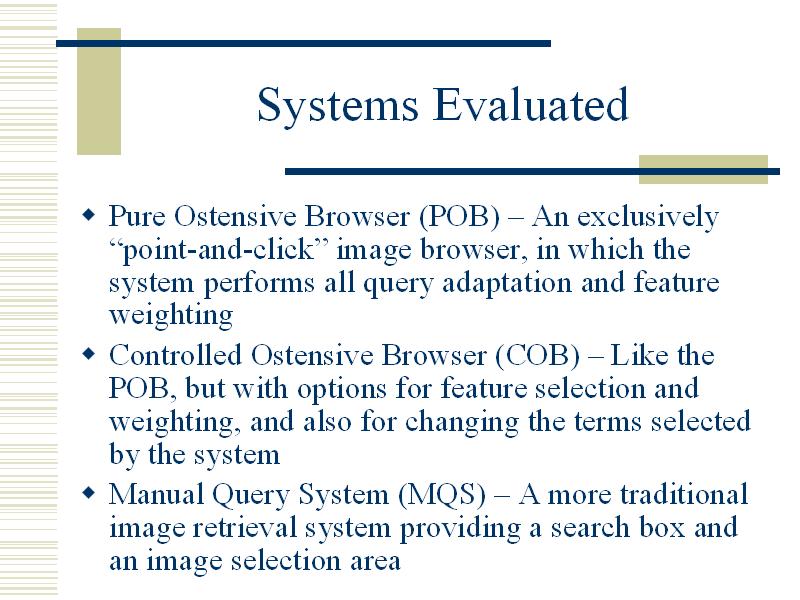 Systems Evaluated
Pure Ostensive Browser (POB) – An exclusively
“point-and-click” image browser, in which the
system performs all query adaptation and feature
weighting
Controlled Ostensive Browser (COB) – Like the
POB, but with options for feature selection and
weighting, and also for changing the terms selected
by the system
Manual Query System (MQS) – A more traditional
image retrieval system providing a search box and
an image selection area